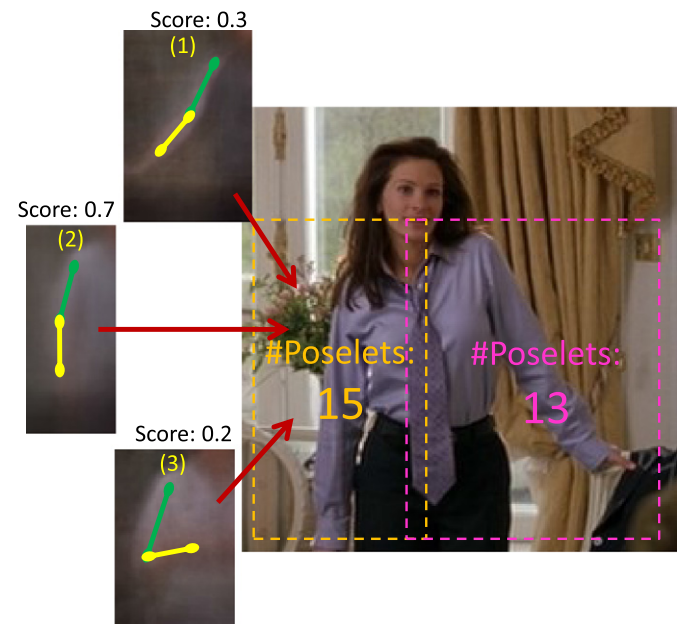 Score: 0.3
(1)
Score: 0.7
(2)
#Poselets:
15
#Poselets:
13
Score: 0.2
(3)